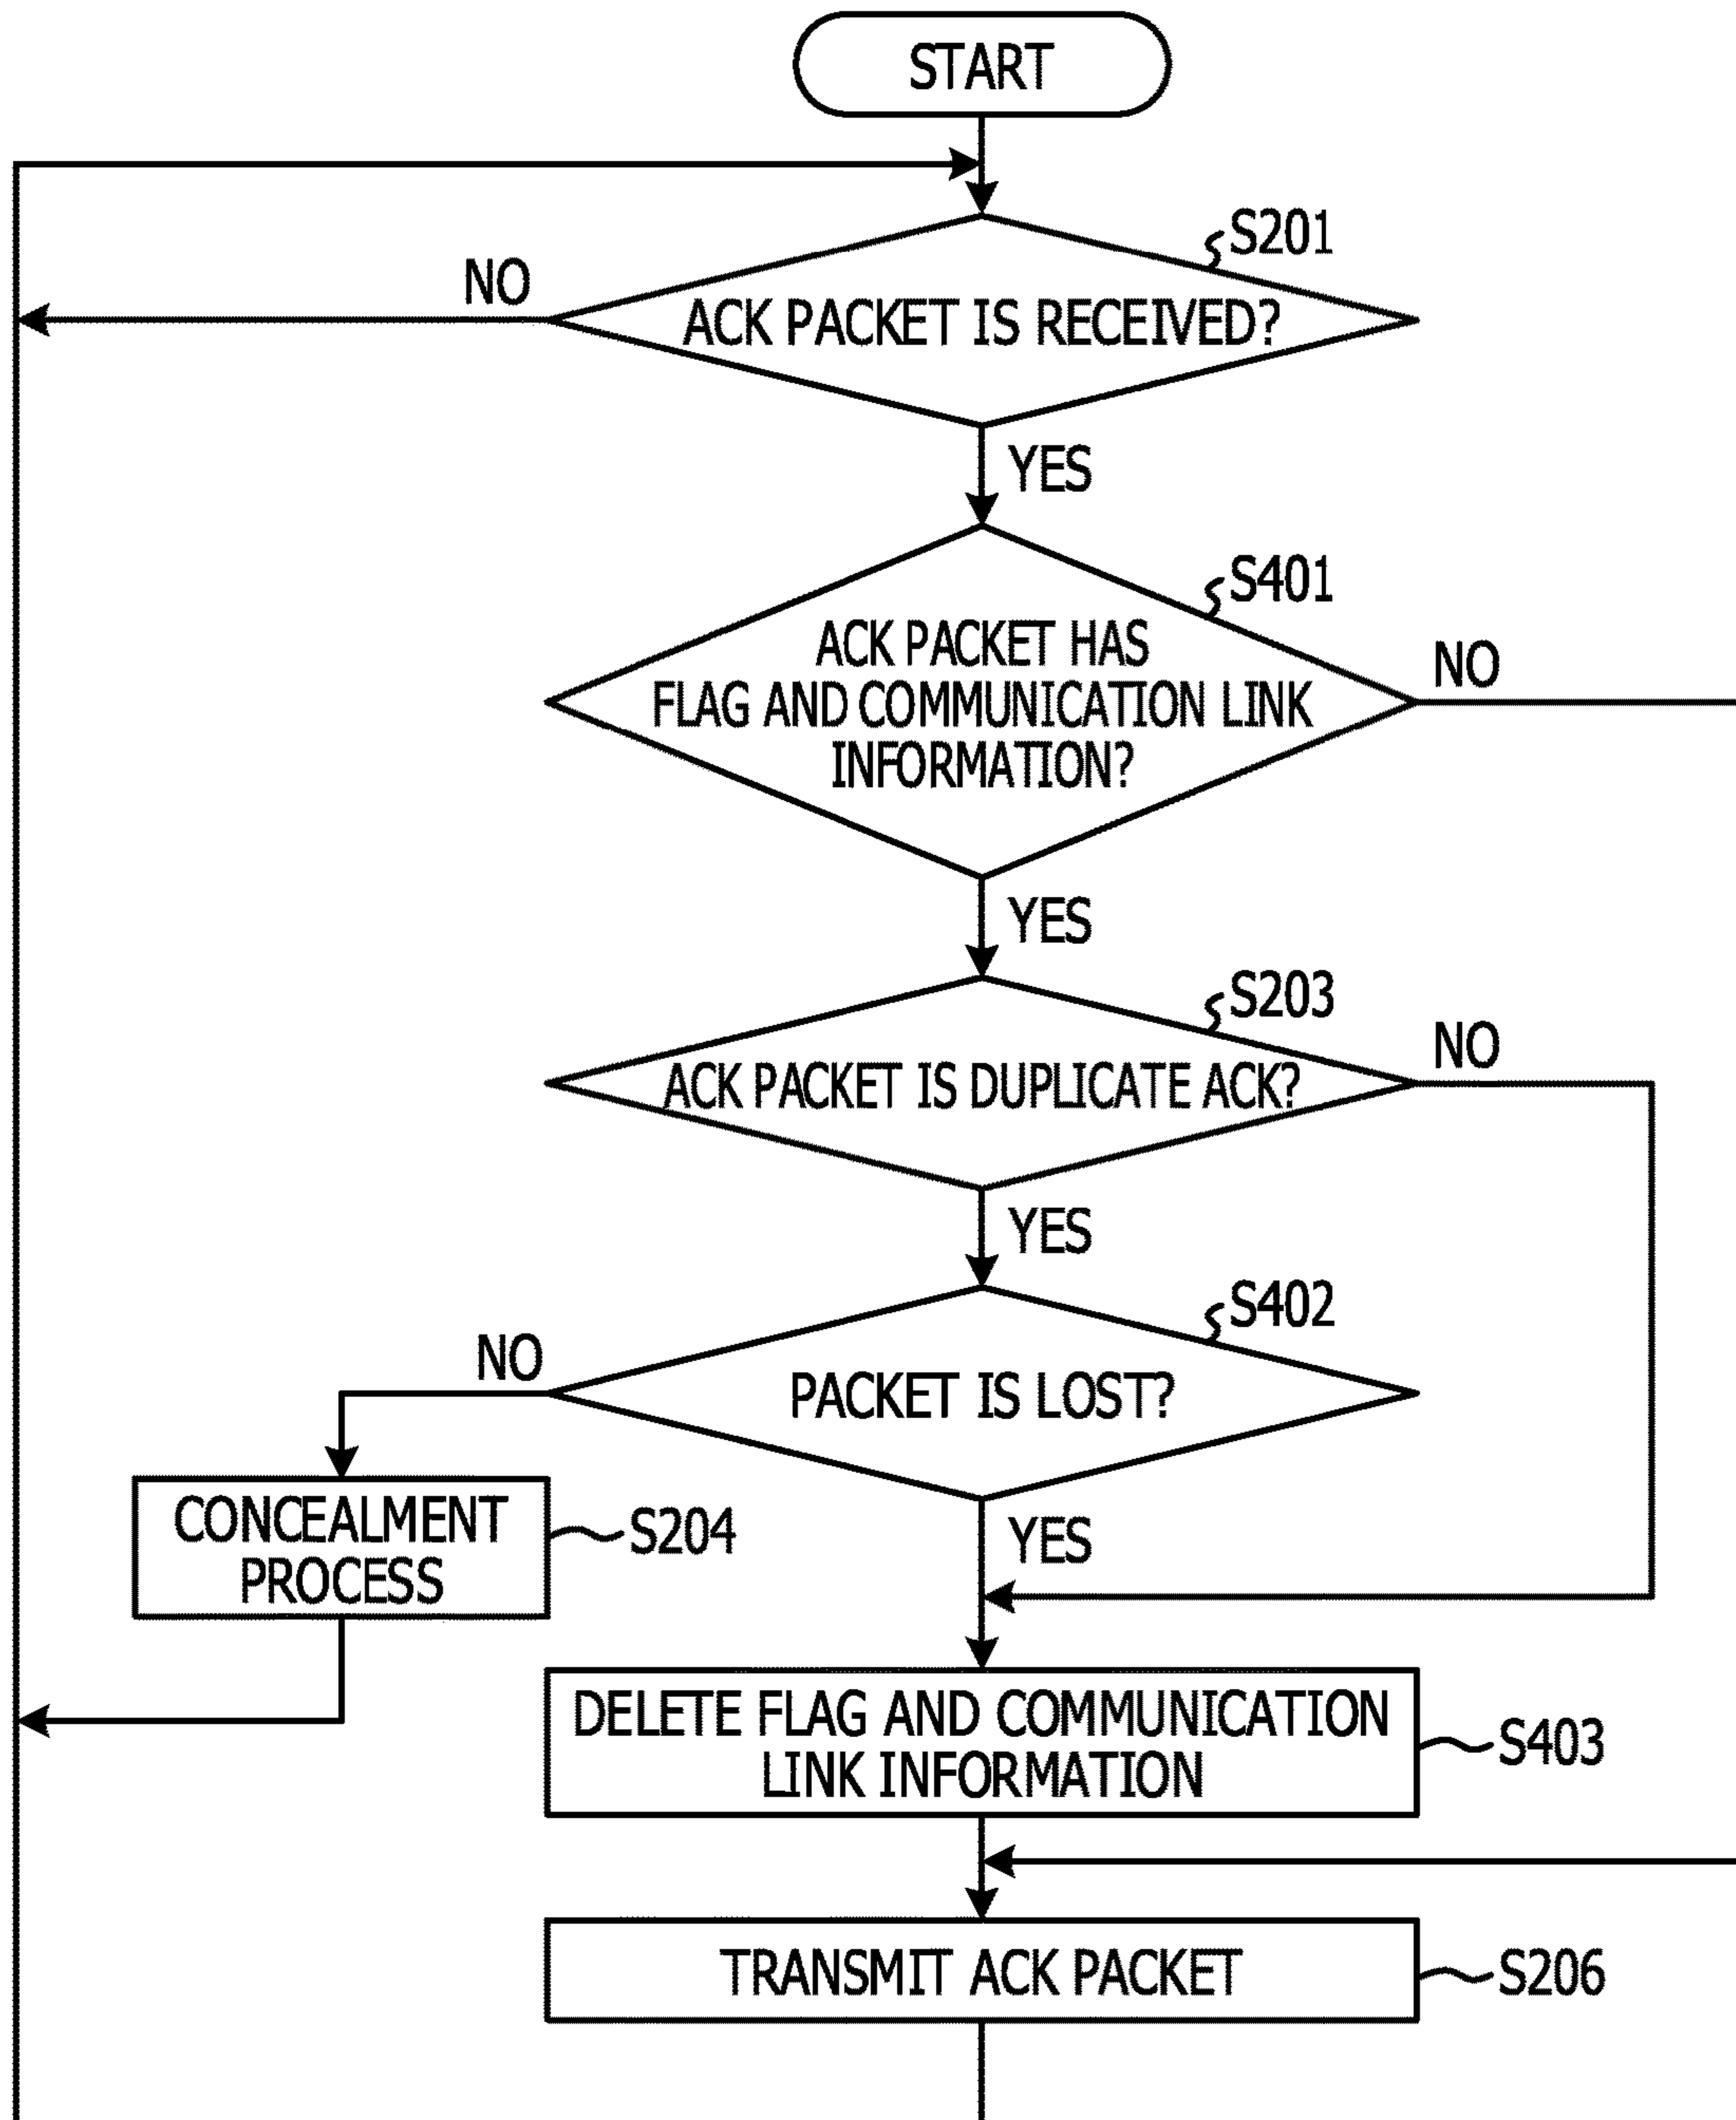 START
S201
NO
ACK PACKET IS RECEIVED?
YES
S401
ACK PACKET HAS
FLAG AND COMMUNICATION LINK
INFORMATION?
NO
YES
S203
NO
ACK PACKET IS DUPLICATE ACK?
YES
S402
NO
PACKET IS LOST?
YES
CONCEALMENT
PROCESS
S204
DELETE FLAG AND COMMUNICATION
LINK INFORMATION
S403
TRANSMIT ACK PACKET
S206